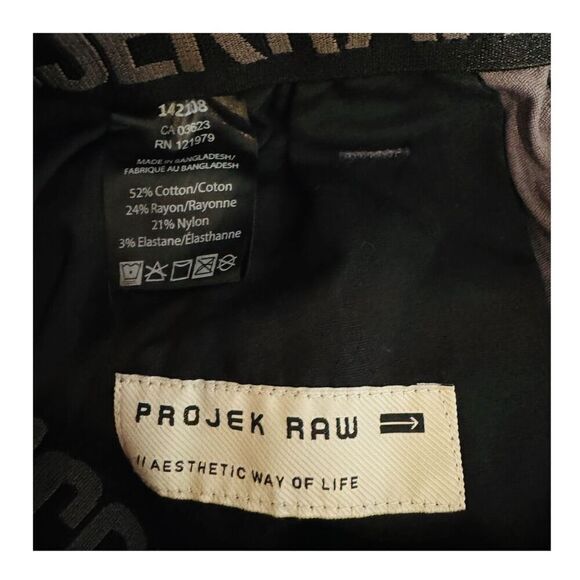 142108
CA 03623
RN 121979
MADE IN BANGLADESH/
FABRIQUE AU BANGLADESH
52% Cotton/Coton
24% Rayon/Rayonne
21% Nylon
3% Elastane/Élasthanne
PROJEK RAW
// AESTHETIC WAY OF LIFE